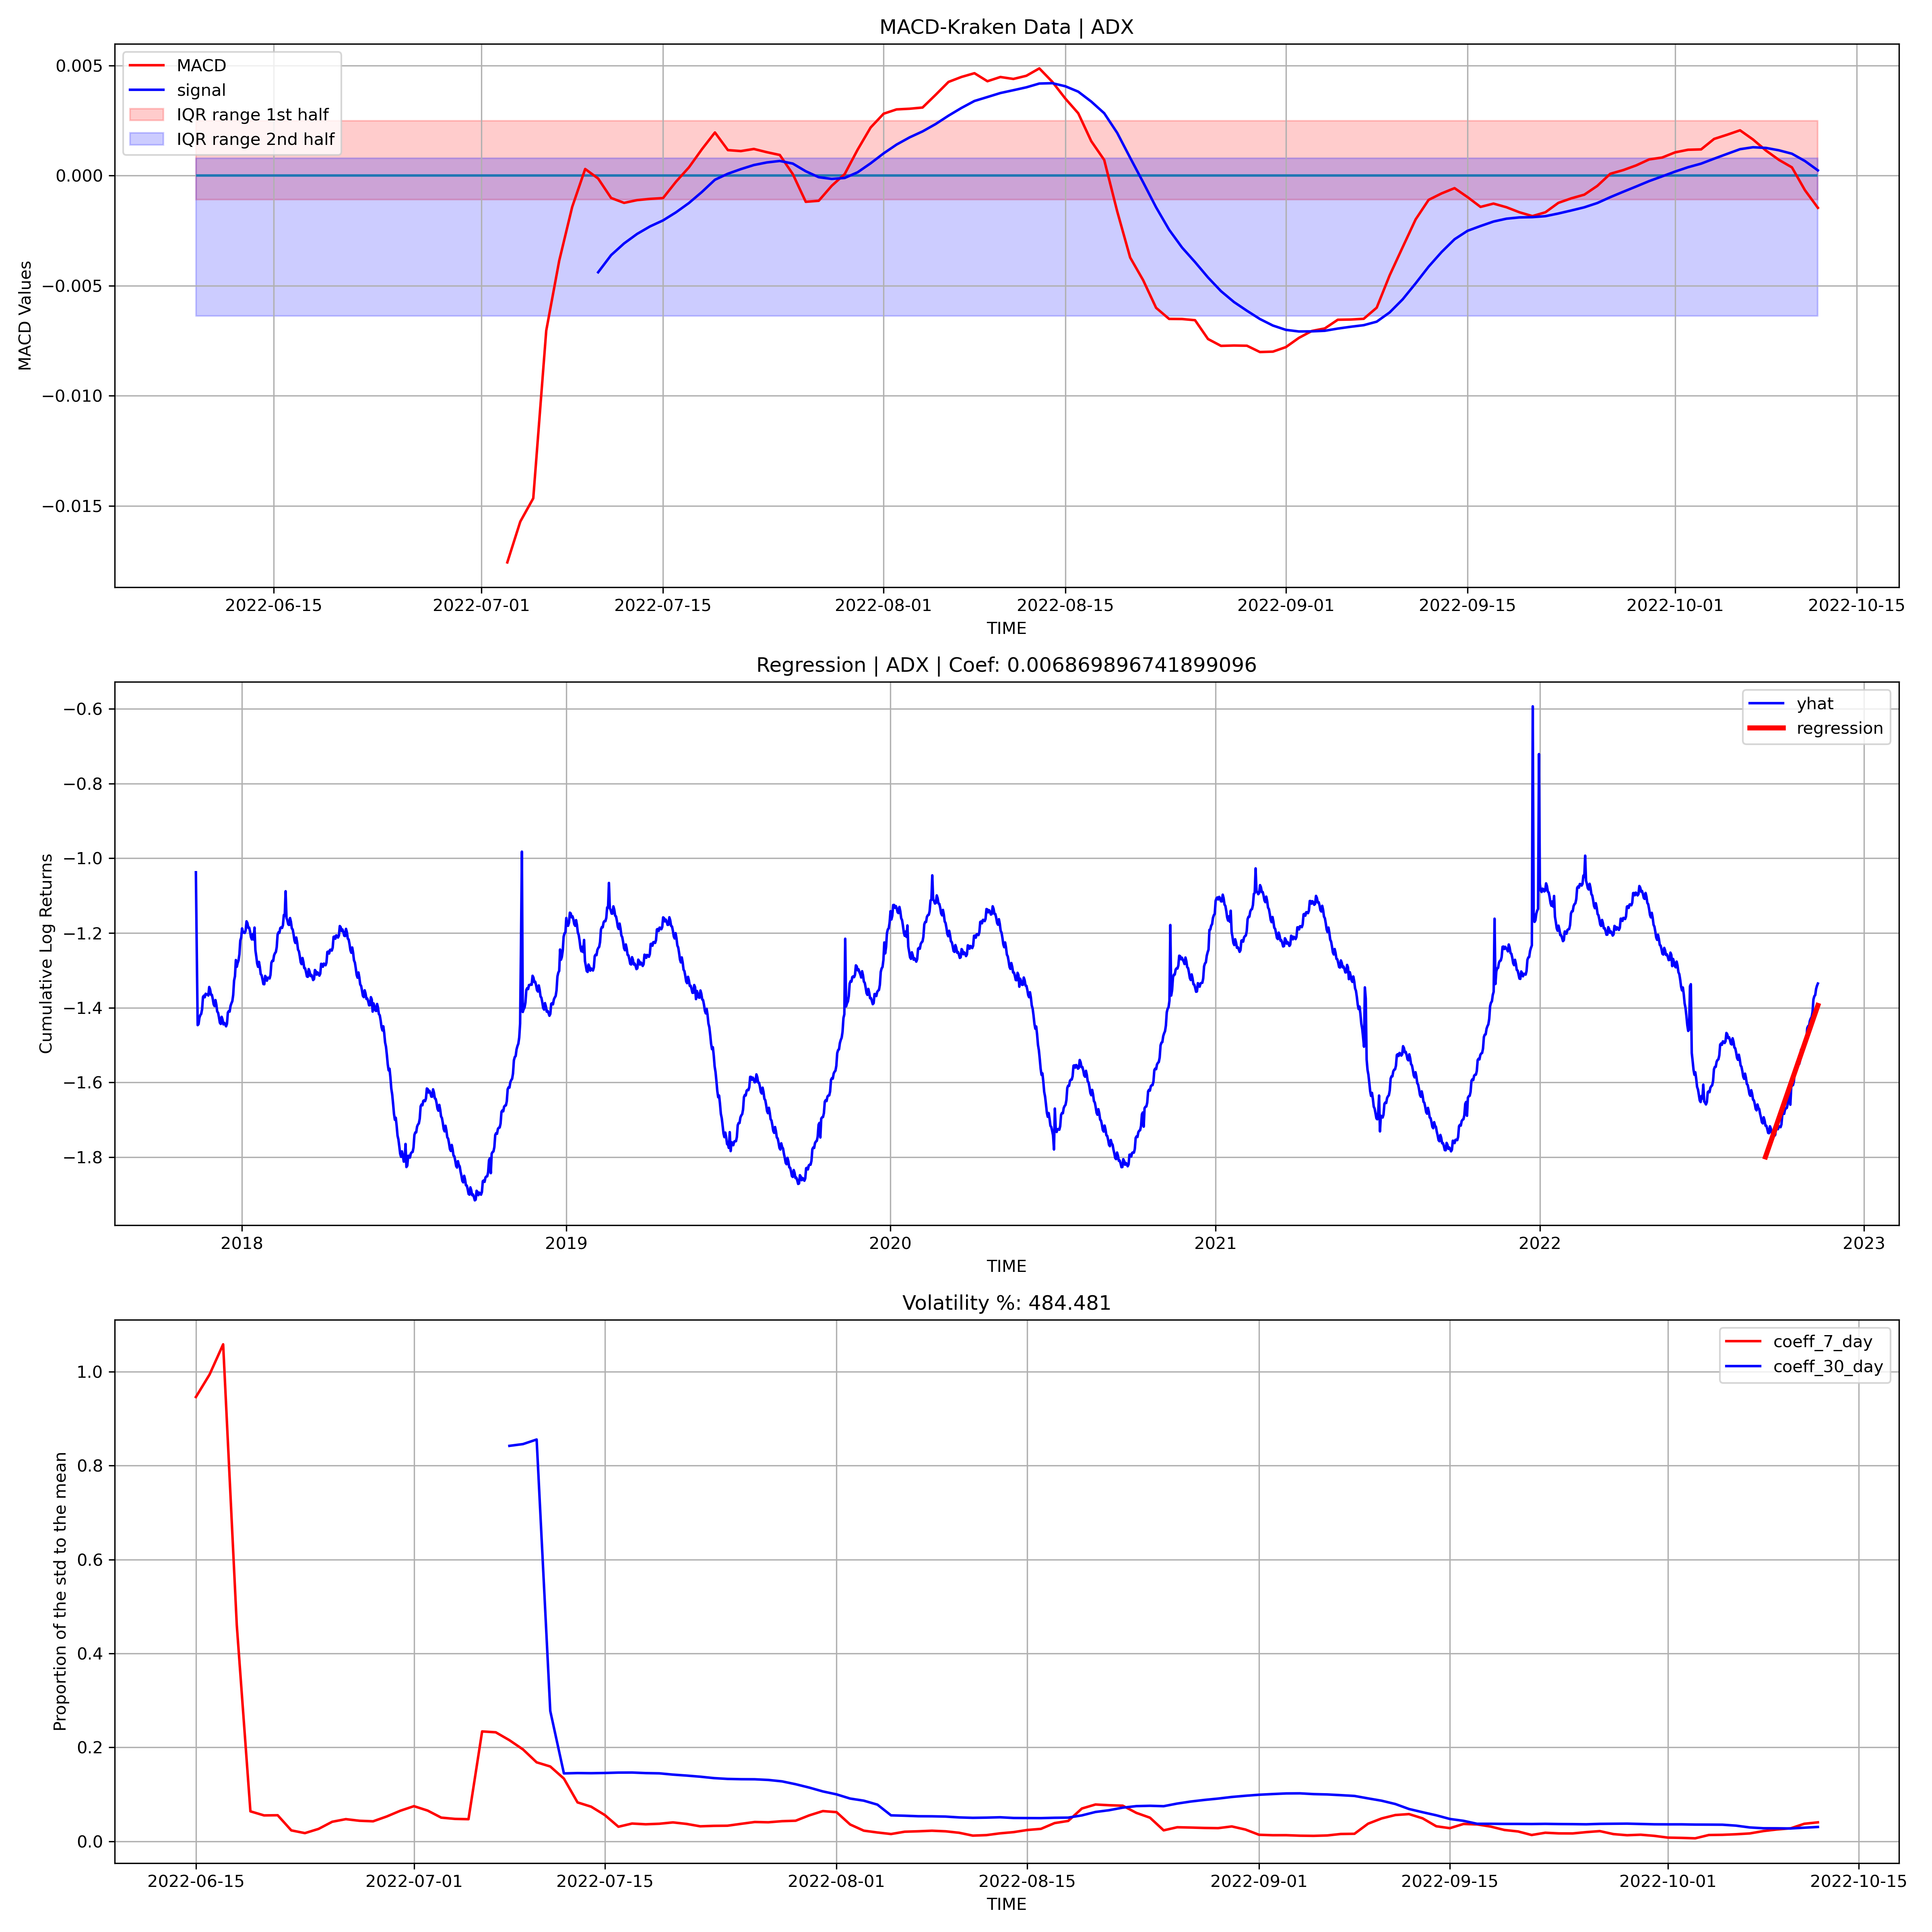 MACD-Kraken Data | ADX
MACD
signal
IQR range 1st half
IQR range 2nd half
0.005
0.000
−0.005
−0.010
−0.015
MACD Values
2022-06-15 2022-07-01 2022-07-15 2022-08-01 2022-08-15 2022-09-01 2022-09-15 2022-10-01 2022-10-15
TIME
Regression | ADX | Coef: 0.006869896741899096
yhat
regression
−0.6
−0.8
−1.0
−1.2
−1.4
−1.6
−1.8
Cumulative Log Returns
2018 2019 2020 2021 2022 2023
TIME
Volatility %: 484.481
coeff_7_day
coeff_30_day
1.0
0.8
0.6
0.4
0.2
0.0
Proportion of the std to the mean
2022-06-15 2022-07-01 2022-07-15 2022-08-01 2022-08-15 2022-09-01 2022-09-15 2022-10-01 2022-10-15
TIME